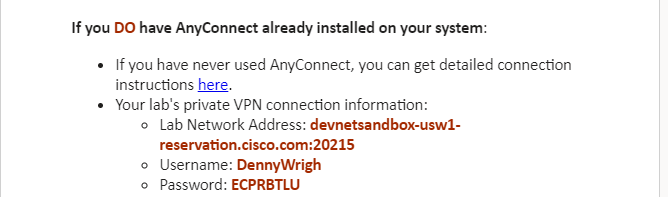 If you DO have AnyConnect already installed on your system:
• If you have never used AnyConnect, you can get detailed connection
instructions here.
• Your lab's private VPN connection information:
○ Lab Network Address: devnetsandbox-usw1-
reservation.cisco.com:20215
○ Username: DennyWrigh
○ Password: ECPRBTLU